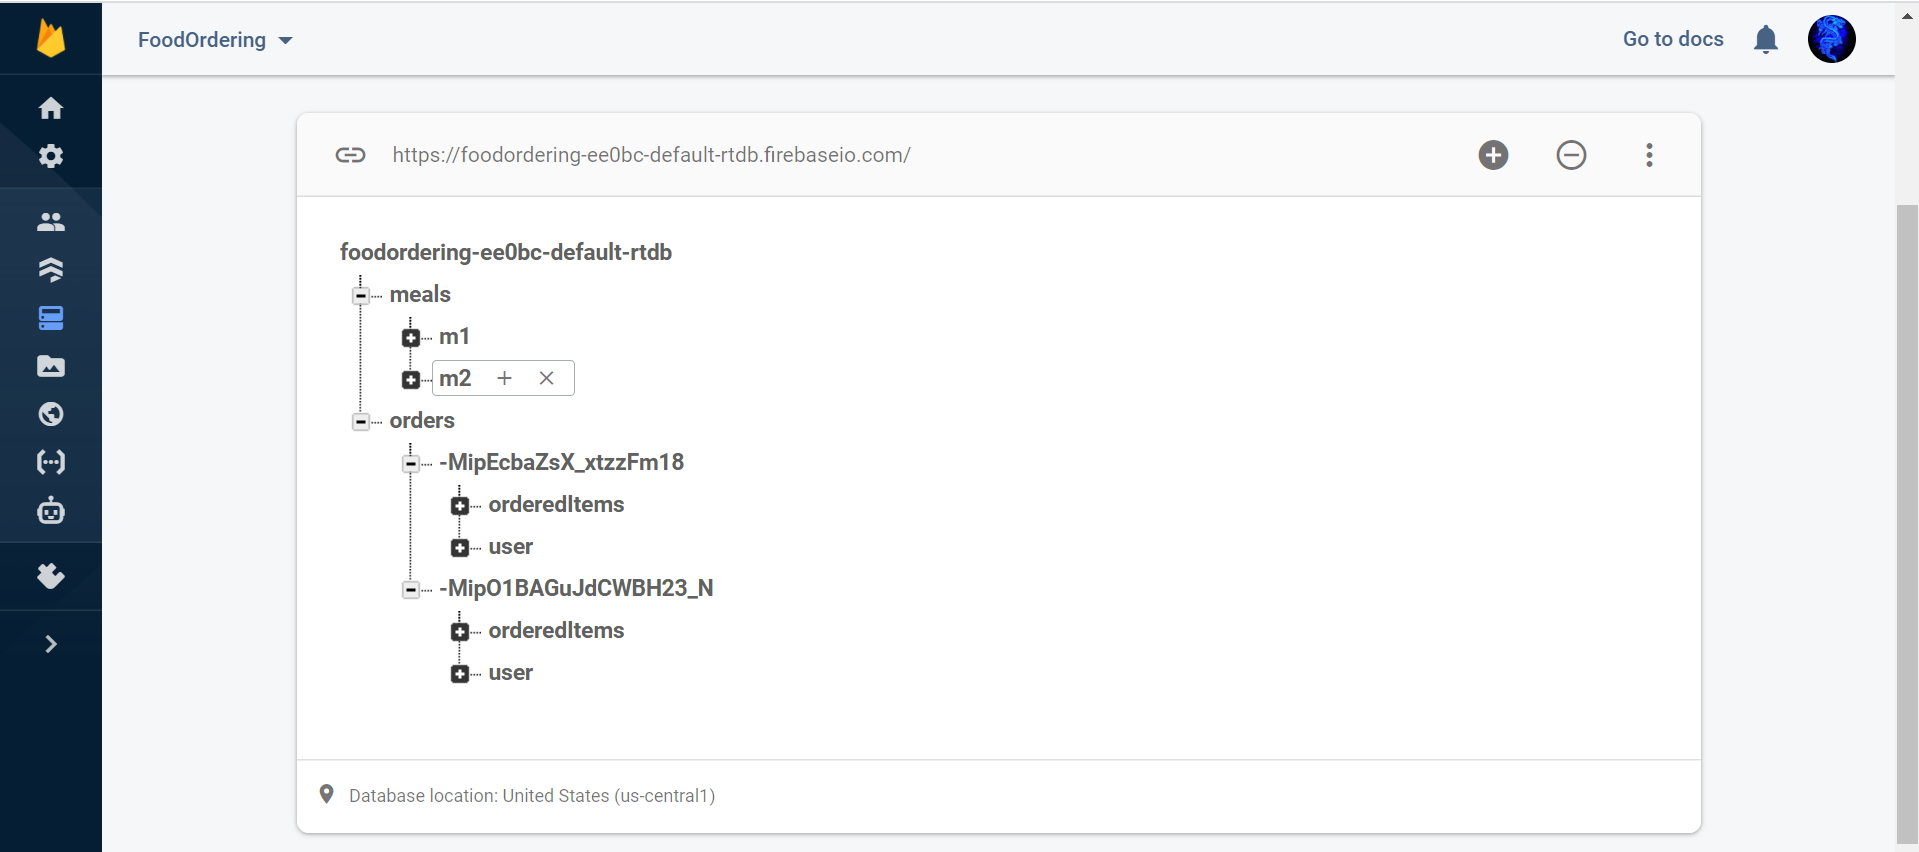 FoodOrdering
Go to docs
https://foodordering-ee0bc-default-rtdb.firebaseio.com/
foodordering-ee0bc-default-rtdb
meals
m1
m2
orders
-MipEcbaZsX_xtzzFm18
orderedItems
user
-MipO1BAGuJdCWBH23_N
orderedItems
user
Database location: United States (us-central1)